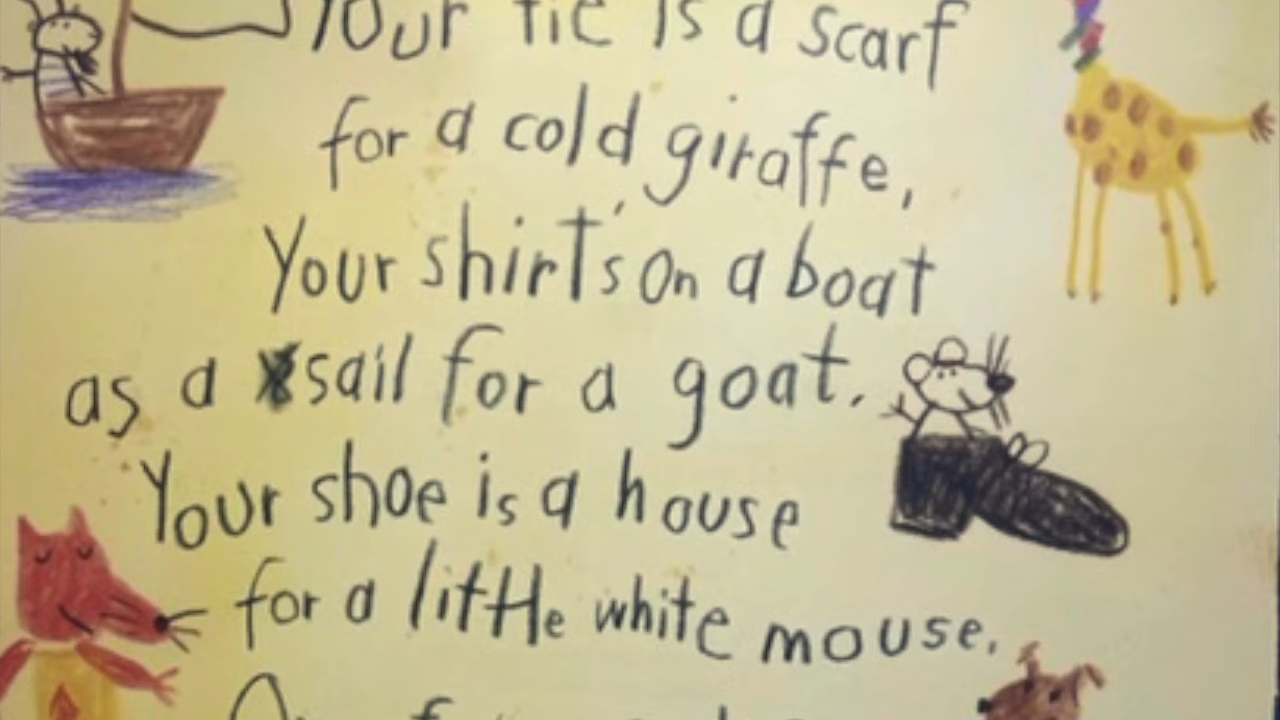 Your tie is a scarf
for a cold giraffe,
Your shirt's on a boat
as a sail for a goat.
Your shoe is a house
for a little white mouse.